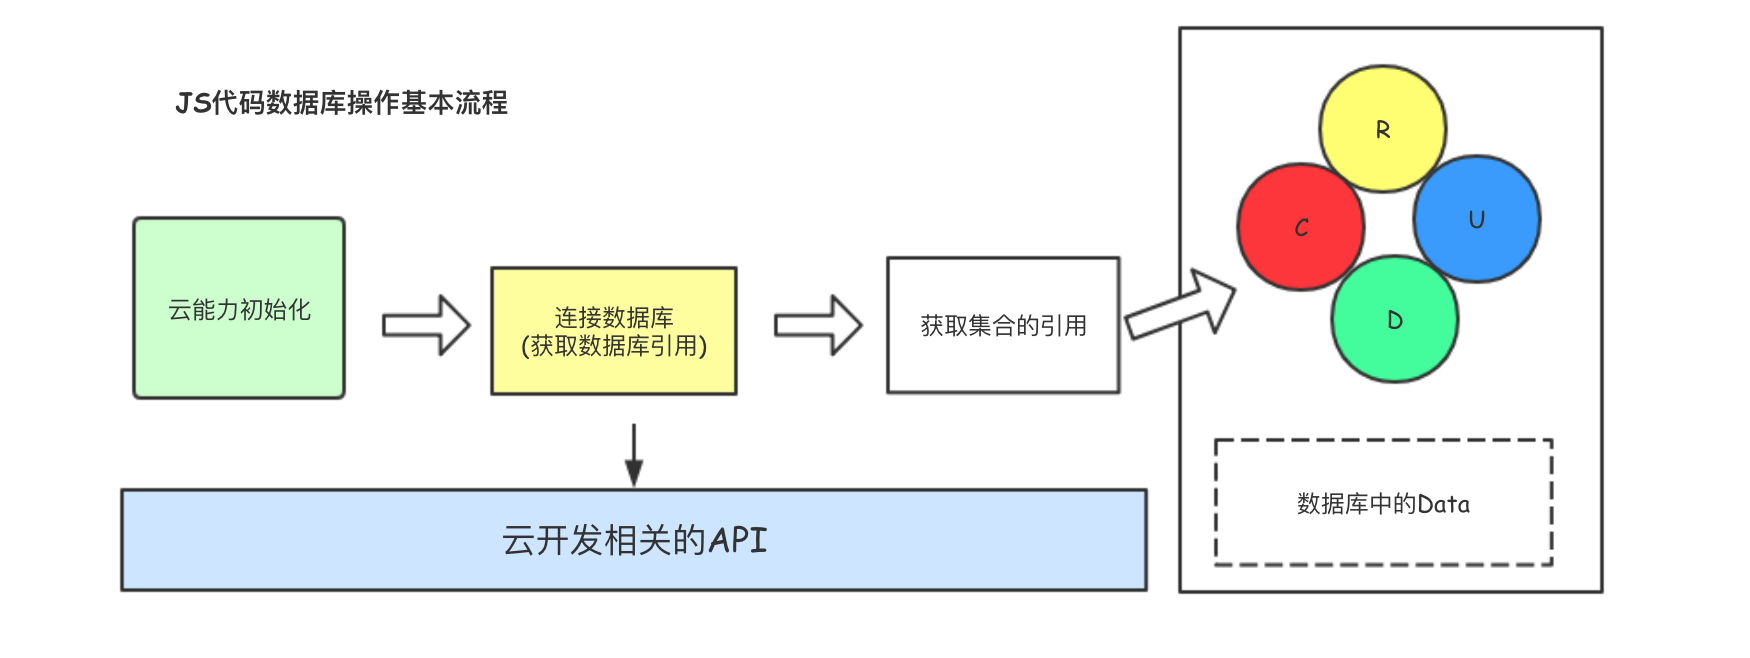 JS代码数据库操作基本流程
云能力初始化
连接数据库
(获取数据库引用)
获取集合的引用
R
C
U
D
数据库中的Data
云开发相关的API